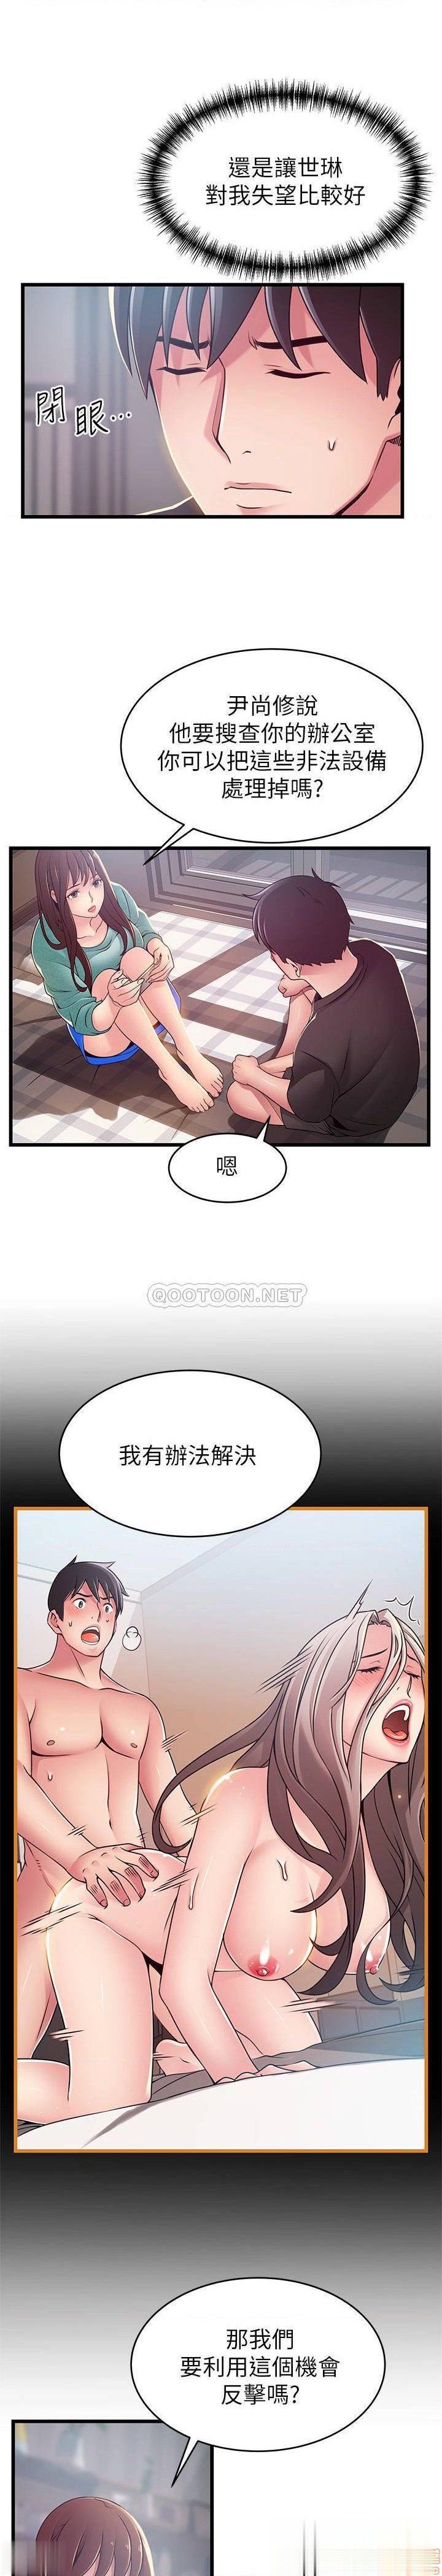 還是讓世琳
對我失望比較好
閉眼...
尹尚修說
他要搜查你的辦公室
你可以把這些非法設備
處理掉嗎?
嗯
QOOTOON.NET
我有辦法解決
那我們
要利用這個機會
反擊嗎?